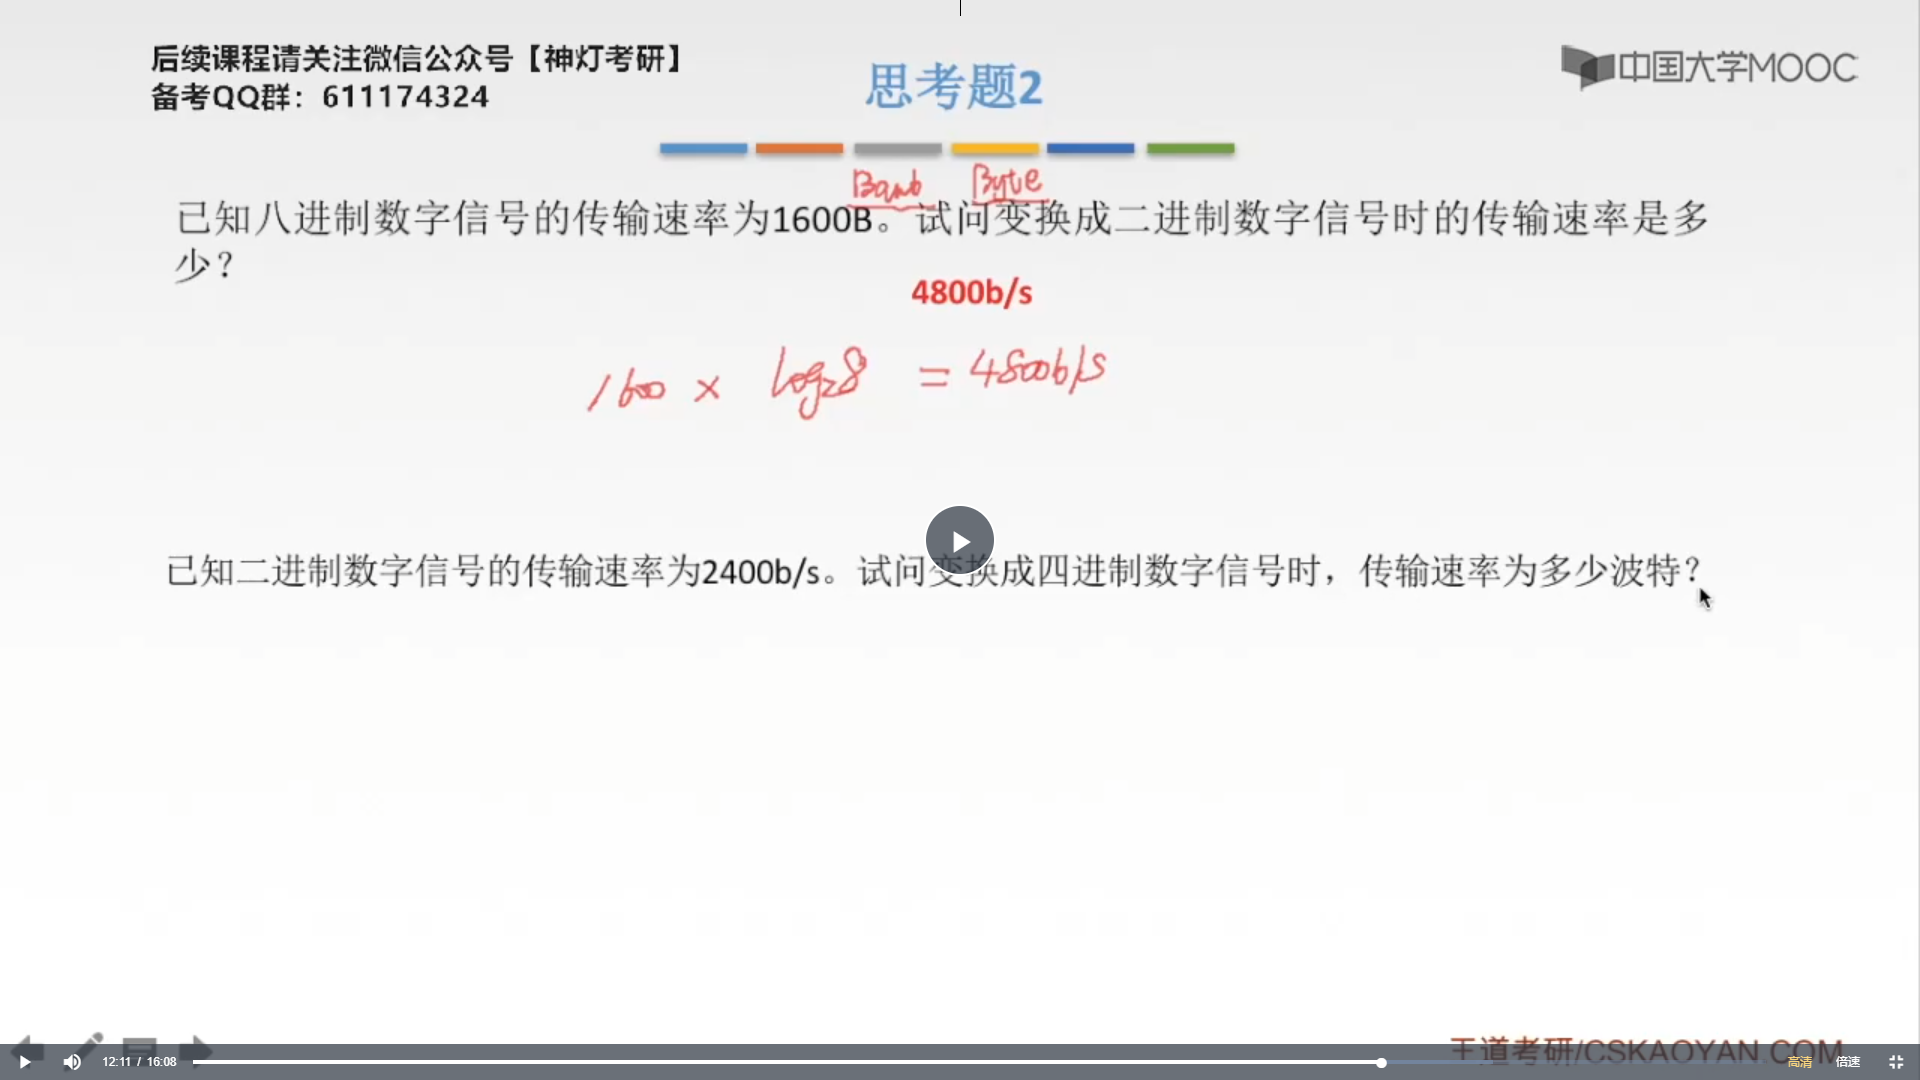 后续课程请关注微信公众号【神灯考研】
备考QQ群：611174324
思考题2
中国大学MOOC
Baud Byte
已知八进制数字信号的传输速率为1600B。试问变换成二进制数字信号时的传输速率是多
少？
4800b/s
1600 × log₂8 = 4800b/s
已知二进制数字信号的传输速率为2400b/s。试问变换成四进制数字信号时，传输速率为多少波特？
王道考研/CSKAOYAN.COM
12:11 / 16:08
高清 倍速